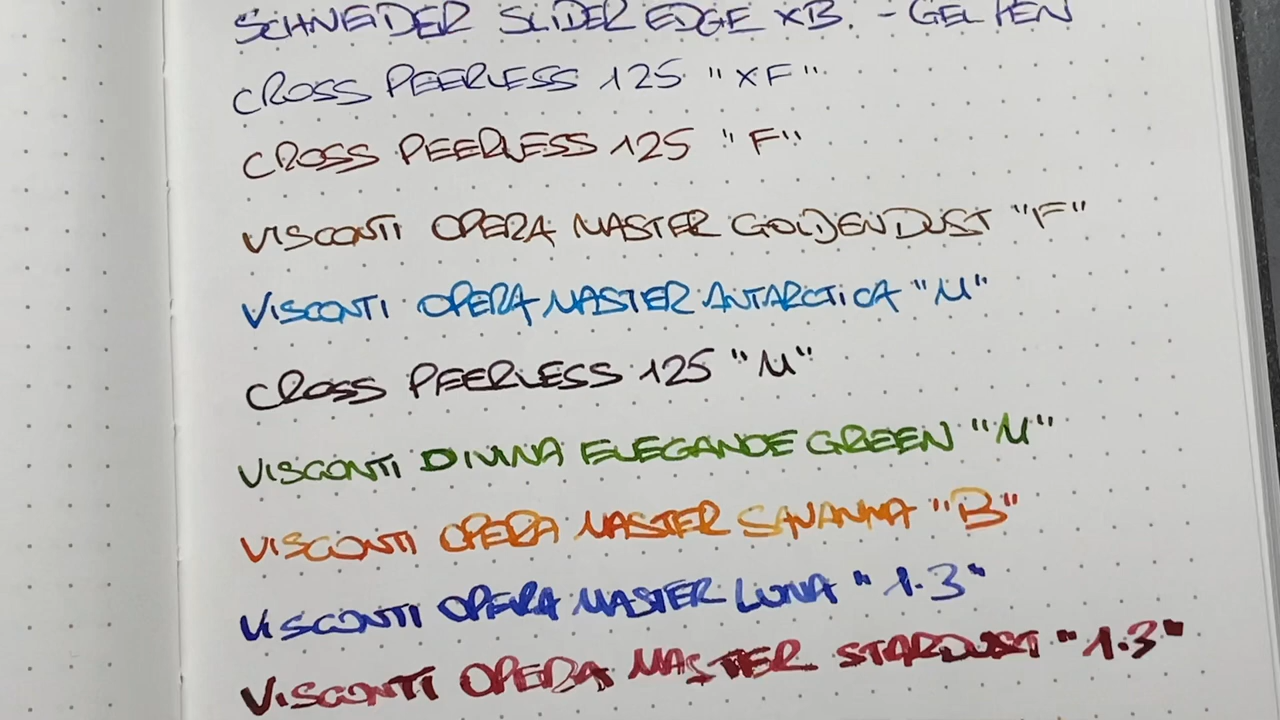 SCHNEIDER SLIDER EDGE XB. - GEL PEN
CROSS PEERLESS 125 "XF"
CROSS PEERLESS 125 "F"
VISCONTI OPERA MASTER GOLDENDUST "F"
VISCONTI OPERA MASTER ANTARCTICA "M"
CROSS PEERLESS 125 "M"
VISCONTI DIVINA ELEGANDE GREEN "M"
VISCONTI OPERA MASTER SAVANNA "B"
VISCONTI OPERA MASTER LUNA "1.3"
VISCONTI OPERA MASTER STARDUST "1.3"